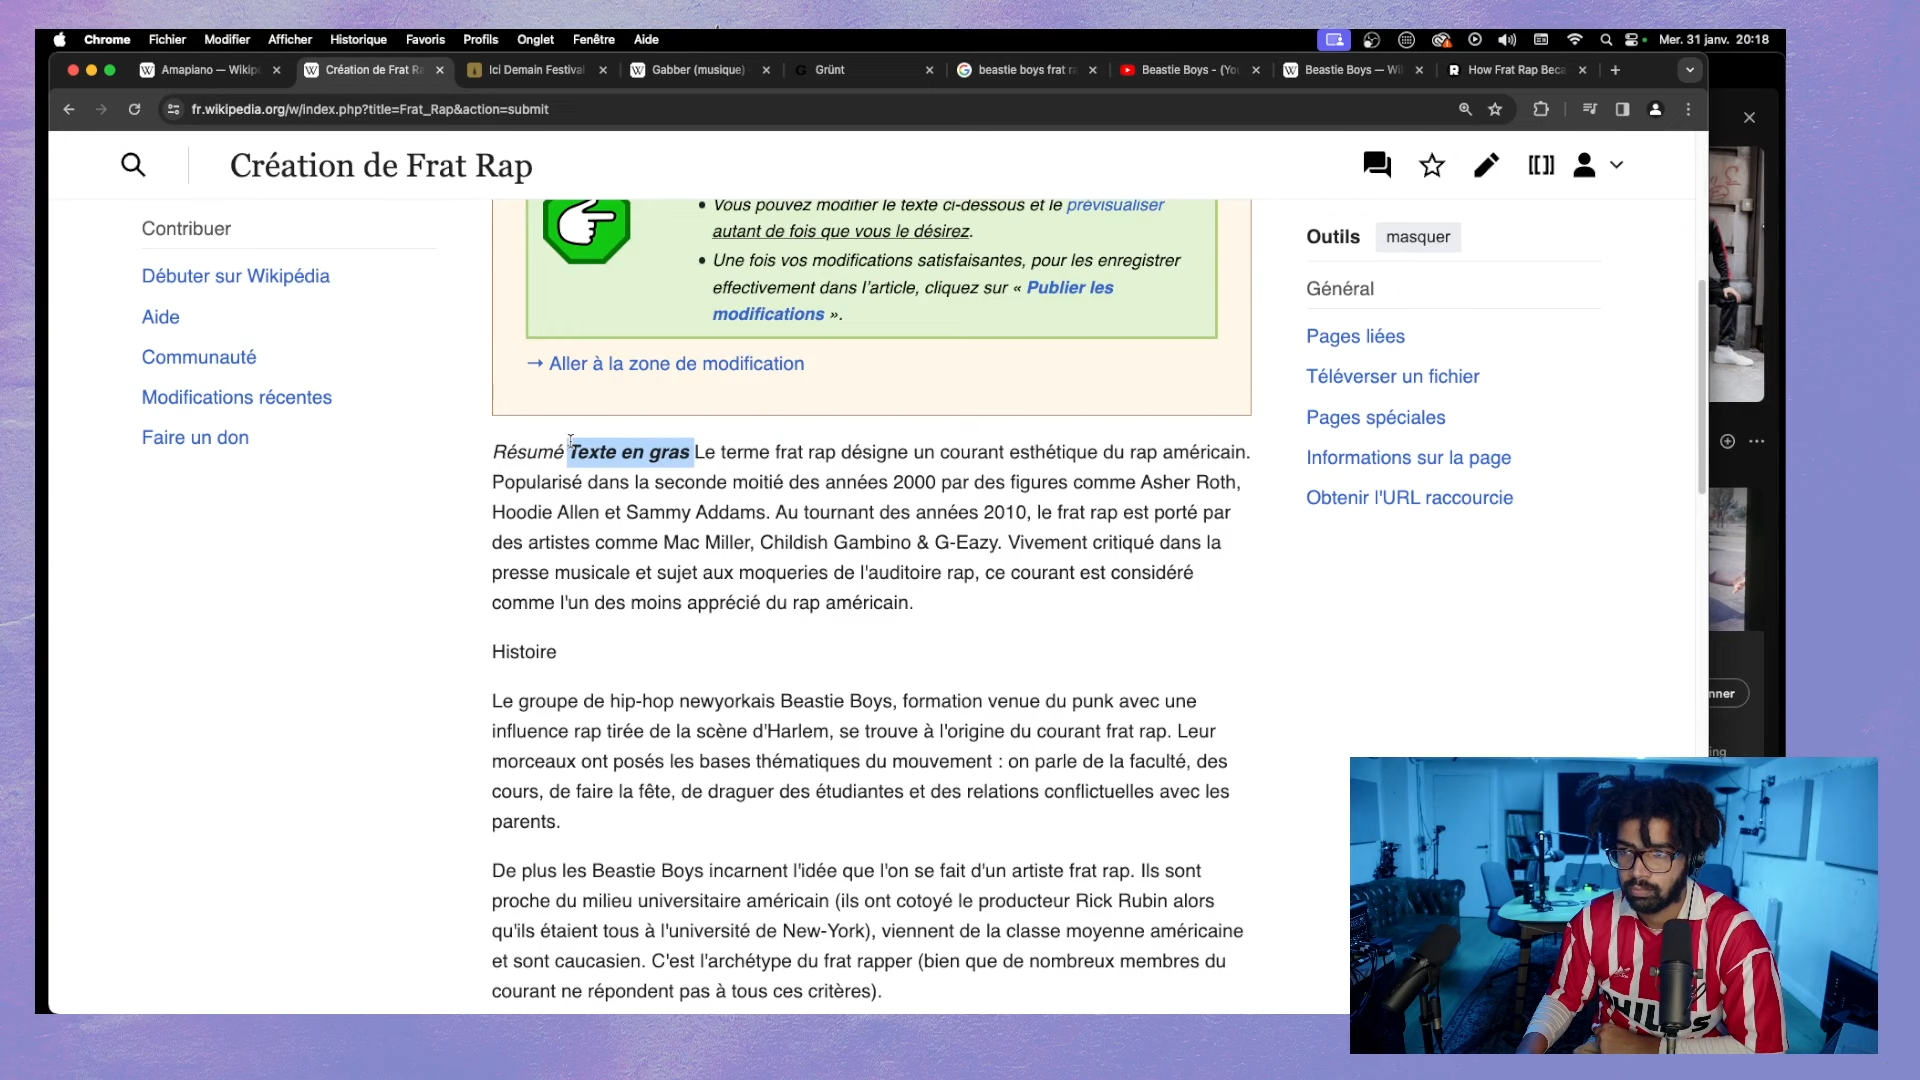 Chrome Fichier Modifier Afficher Historique Favoris Profils Onglet Fenêtre Aide Mer. 31 janv. 20:18
Amapiano — Wikip Création de Frat Ra Ici Demain Festival Gabber (musique) Grünt beastie boys frat ra Beastie Boys - (Yo Beastie Boys — Wi How Frat Rap Beca
fr.wikipedia.org/w/index.php?title=Frat_Rap&action=submit
Création de Frat Rap
Contribuer
Débuter sur Wikipédia
Aide
Communauté
Modifications récentes
Faire un don
• Vous pouvez modifier le texte ci-dessous et le prévisualiser
autant de fois que vous le désirez.
• Une fois vos modifications satisfaisantes, pour les enregistrer
effectivement dans l'article, cliquez sur « Publier les
modifications ».
→ Aller à la zone de modification
Résumé Texte en gras Le terme frat rap désigne un courant esthétique du rap américain.
Popularisé dans la seconde moitié des années 2000 par des figures comme Asher Roth,
Hoodie Allen et Sammy Addams. Au tournant des années 2010, le frat rap est porté par
des artistes comme Mac Miller, Childish Gambino & G-Eazy. Vivement critiqué dans la
presse musicale et sujet aux moqueries de l'auditoire rap, ce courant est considéré
comme l'un des moins apprécié du rap américain.
Histoire
Le groupe de hip-hop newyorkais Beastie Boys, formation venue du punk avec une
influence rap tirée de la scène d'Harlem, se trouve à l'origine du courant frat rap. Leur
morceaux ont posés les bases thématiques du mouvement : on parle de la faculté, des
cours, de faire la fête, de draguer des étudiantes et des relations conflictuelles avec les
parents.
De plus les Beastie Boys incarnent l'idée que l'on se fait d'un artiste frat rap. Ils sont
proche du milieu universitaire américain (ils ont cotoyé le producteur Rick Rubin alors
qu'ils étaient tous à l'université de New-York), viennent de la classe moyenne américaine
et sont caucasien. C'est l'archétype du frat rapper (bien que de nombreux membres du
courant ne répondent pas à tous ces critères).
Outils masquer
Général
Pages liées
Téléverser un fichier
Pages spéciales
Informations sur la page
Obtenir l'URL raccourcie
nner
ing
PHIL S